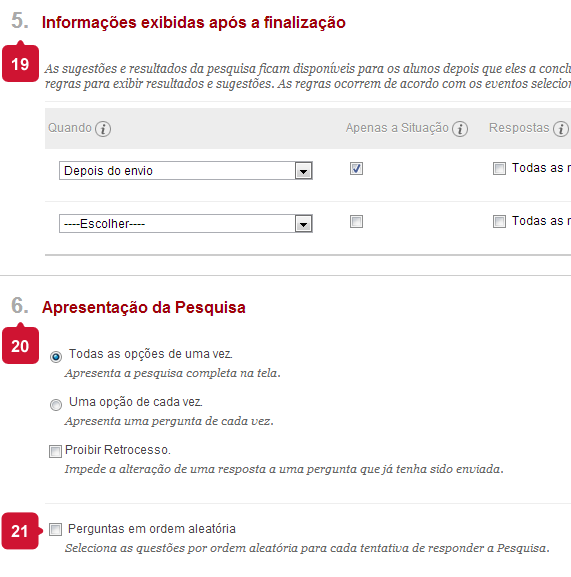 5. Informações exibidas após a finalização
19
As sugestões e resultados da pesquisa ficam disponíveis para os alunos depois que eles a conclu
regras para exibir resultados e sugestões. As regras ocorrem de acordo com os eventos selecion
Quando Apenas a Situação Respostas
Depois do envio Todas as r
----Escolher---- Todas as r
6. Apresentação da Pesquisa
20
Todas as opções de uma vez.
Apresenta a pesquisa completa na tela.
Uma opção de cada vez.
Apresenta uma pergunta de cada vez.
Proibir Retrocesso.
Impede a alteração de uma resposta a uma pergunta que já tenha sido enviada.
21 Perguntas em ordem aleatória
Seleciona as questões por ordem aleatória para cada tentativa de responder a Pesquisa.